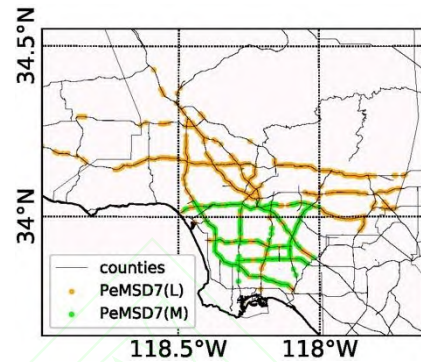 34.5°N
34°N
counties
PeMSD7(L)
PeMSD7(M)
118.5°W
118°W